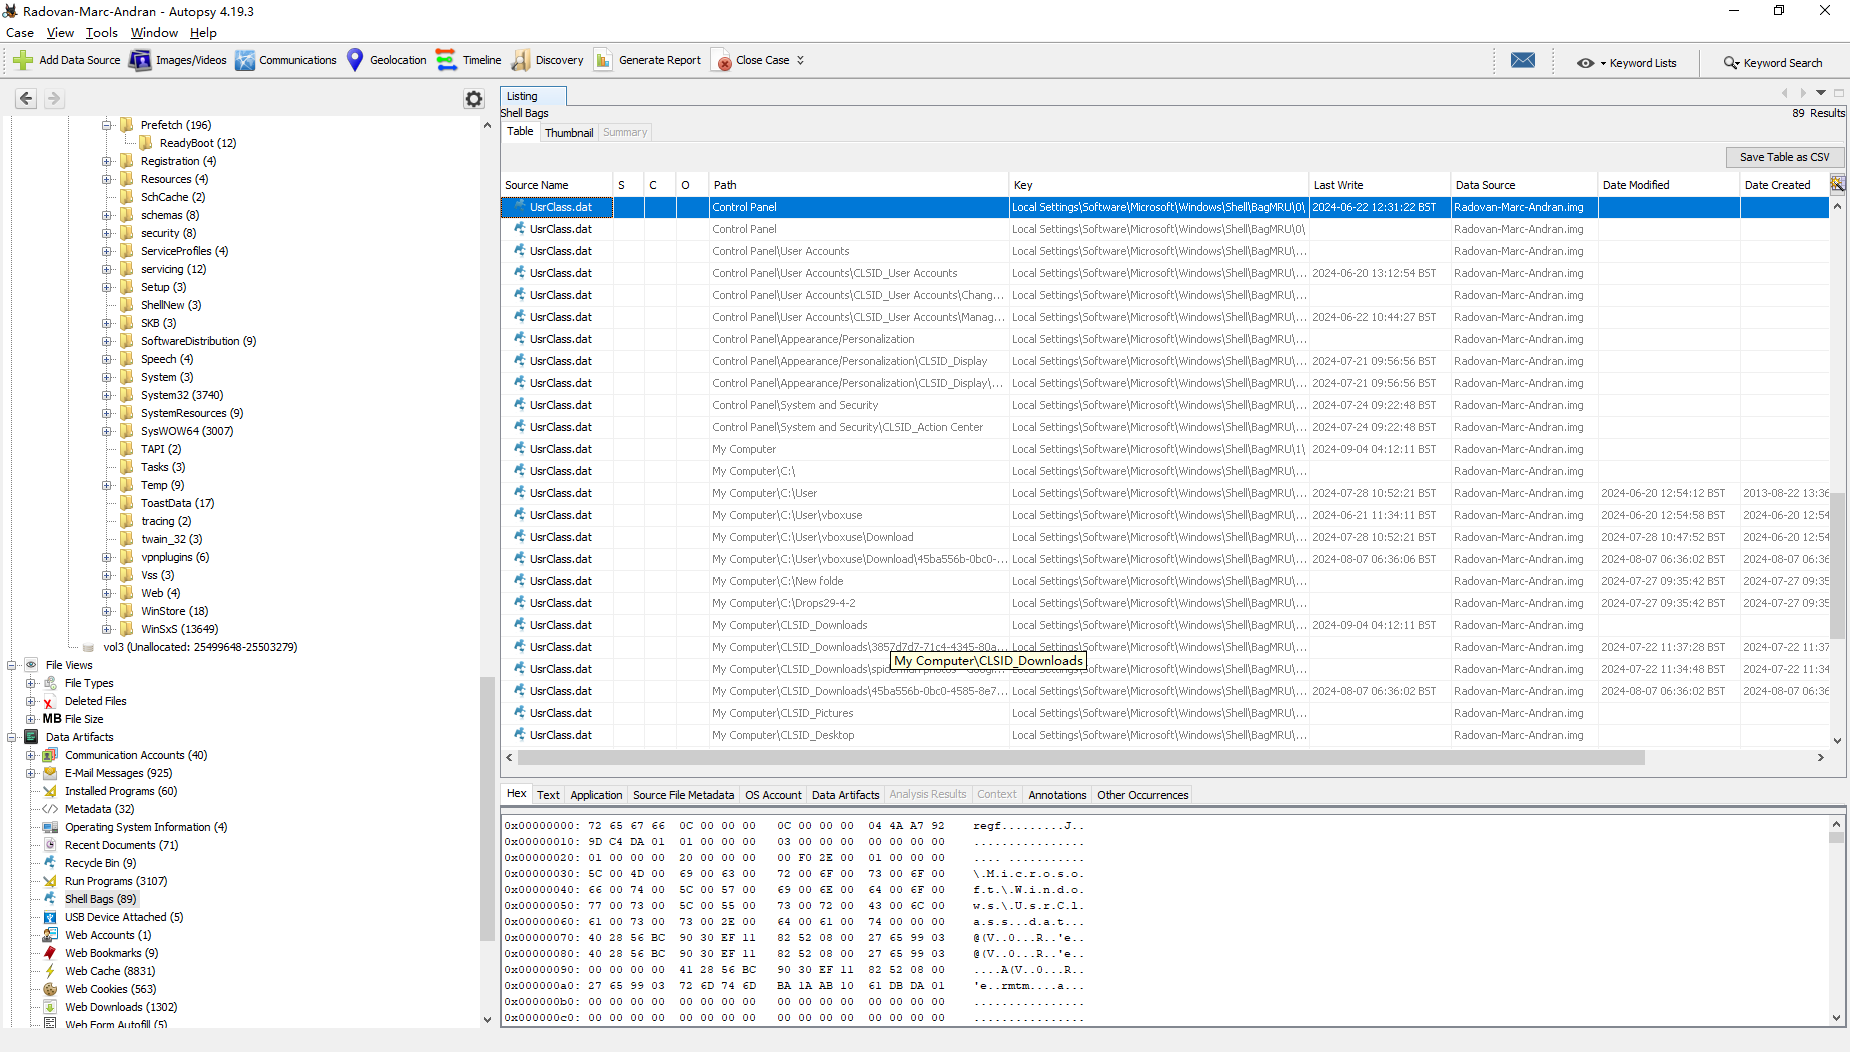 Radovan-Marc-Andran - Autopsy 4.19.3
Case View Tools Window Help
Add Data Source Images/Videos Communications Geolocation Timeline Discovery Generate Report Close Case Keyword Lists Keyword Search
Prefetch (196)
ReadyBoot (12)
Registration (4)
Resources (4)
SchCache (2)
schemas (8)
security (8)
ServiceProfiles (4)
servicing (12)
Setup (3)
ShellNew (3)
SKB (3)
SoftwareDistribution (9)
Speech (4)
System (3)
System32 (3740)
SystemResources (9)
SysWOW64 (3007)
TAPI (2)
Tasks (3)
Temp (9)
ToastData (17)
tracing (2)
twain_32 (3)
vpnplugins (6)
Vss (3)
Web (4)
WinStore (18)
WinSxS (13649)
vol3 (Unallocated: 25499648-25503279)
File Views
File Types
Deleted Files
MB File Size
Data Artifacts
Communication Accounts (40)
E-Mail Messages (925)
Installed Programs (60)
Metadata (32)
Operating System Information (4)
Recent Documents (71)
Recycle Bin (9)
Run Programs (3107)
Shell Bags (89)
USB Device Attached (5)
Web Accounts (1)
Web Bookmarks (9)
Web Cache (8831)
Web Cookies (563)
Web Downloads (1302)
Web Form Autofill (5)
Listing
Shell Bags
89 Results
Table Thumbnail Summary
Save Table as CSV
Source Name S C O Path Key Last Write Data Source Date Modified Date Created
UsrClass.dat Control Panel Local Settings\Software\Microsoft\Windows\Shell\BagMRU\0\ 2024-06-22 12:31:22 BST Radovan-Marc-Andran.img
UsrClass.dat Control Panel Local Settings\Software\Microsoft\Windows\Shell\BagMRU\0\ Radovan-Marc-Andran.img
UsrClass.dat Control Panel\User Accounts Local Settings\Software\Microsoft\Windows\Shell\BagMRU\... Radovan-Marc-Andran.img
UsrClass.dat Control Panel\User Accounts\CLSID_User Accounts Local Settings\Software\Microsoft\Windows\Shell\BagMRU\... 2024-06-20 13:12:54 BST Radovan-Marc-Andran.img
UsrClass.dat Control Panel\User Accounts\CLSID_User Accounts\Chang... Local Settings\Software\Microsoft\Windows\Shell\BagMRU\... Radovan-Marc-Andran.img
UsrClass.dat Control Panel\User Accounts\CLSID_User Accounts\Manag... Local Settings\Software\Microsoft\Windows\Shell\BagMRU\... 2024-06-22 10:44:27 BST Radovan-Marc-Andran.img
UsrClass.dat Control Panel\Appearance/Personalization Local Settings\Software\Microsoft\Windows\Shell\BagMRU\... Radovan-Marc-Andran.img
UsrClass.dat Control Panel\Appearance/Personalization\CLSID_Display Local Settings\Software\Microsoft\Windows\Shell\BagMRU\... 2024-07-21 09:56:56 BST Radovan-Marc-Andran.img
UsrClass.dat Control Panel\Appearance/Personalization\CLSID_Display\... Local Settings\Software\Microsoft\Windows\Shell\BagMRU\... 2024-07-21 09:56:56 BST Radovan-Marc-Andran.img
UsrClass.dat Control Panel\System and Security Local Settings\Software\Microsoft\Windows\Shell\BagMRU\... 2024-07-24 09:22:48 BST Radovan-Marc-Andran.img
UsrClass.dat Control Panel\System and Security\CLSID_Action Center Local Settings\Software\Microsoft\Windows\Shell\BagMRU\... 2024-07-24 09:22:48 BST Radovan-Marc-Andran.img
UsrClass.dat My Computer Local Settings\Software\Microsoft\Windows\Shell\BagMRU\1\ 2024-09-04 04:12:11 BST Radovan-Marc-Andran.img
UsrClass.dat My Computer\C:\ Local Settings\Software\Microsoft\Windows\Shell\BagMRU\... Radovan-Marc-Andran.img
UsrClass.dat My Computer\C:\User Local Settings\Software\Microsoft\Windows\Shell\BagMRU\... 2024-07-28 10:52:21 BST Radovan-Marc-Andran.img 2024-06-20 12:54:12 BST 2013-08-22 13:36
UsrClass.dat My Computer\C:\User\vboxuse Local Settings\Software\Microsoft\Windows\Shell\BagMRU\... 2024-06-21 11:34:11 BST Radovan-Marc-Andran.img 2024-06-20 12:54:58 BST 2024-06-20 12:54
UsrClass.dat My Computer\C:\User\vboxuse\Download Local Settings\Software\Microsoft\Windows\Shell\BagMRU\... 2024-07-28 10:52:21 BST Radovan-Marc-Andran.img 2024-07-28 10:47:52 BST 2024-06-20 12:54
UsrClass.dat My Computer\C:\User\vboxuse\Download\45ba556b-0bc0-... Local Settings\Software\Microsoft\Windows\Shell\BagMRU\... 2024-08-07 06:36:06 BST Radovan-Marc-Andran.img 2024-08-07 06:36:02 BST 2024-08-07 06:36
UsrClass.dat My Computer\C:\New folde Local Settings\Software\Microsoft\Windows\Shell\BagMRU\... Radovan-Marc-Andran.img 2024-07-27 09:35:42 BST 2024-07-27 09:35
UsrClass.dat My Computer\C:\Drops29-4-2 Local Settings\Software\Microsoft\Windows\Shell\BagMRU\... Radovan-Marc-Andran.img 2024-07-27 09:35:42 BST 2024-07-27 09:35
UsrClass.dat My Computer\CLSID_Downloads Local Settings\Software\Microsoft\Windows\Shell\BagMRU\... 2024-09-04 04:12:11 BST Radovan-Marc-Andran.img
UsrClass.dat My Computer\CLSID_Downloads\3857d7d7-71c4-4345-80a... Local Settings\Software\Microsoft\Windows\Shell\BagMRU\... Radovan-Marc-Andran.img 2024-07-22 11:37:28 BST 2024-07-22 11:37
My Computer\CLSID_Downloads
UsrClass.dat My Computer\CLSID_Downloads\ Local Settings\Software\Microsoft\Windows\Shell\BagMRU\... Radovan-Marc-Andran.img 2024-07-22 11:34:48 BST 2024-07-22 11:34
UsrClass.dat My Computer\CLSID_Downloads\45ba556b-0bc0-4585-8e7... Local Settings\Software\Microsoft\Windows\Shell\BagMRU\... 2024-08-07 06:36:02 BST Radovan-Marc-Andran.img 2024-08-07 06:36:02 BST 2024-08-07 06:36
UsrClass.dat My Computer\CLSID_Pictures Local Settings\Software\Microsoft\Windows\Shell\BagMRU\... Radovan-Marc-Andran.img
UsrClass.dat My Computer\CLSID_Desktop Local Settings\Software\Microsoft\Windows\Shell\BagMRU\... Radovan-Marc-Andran.img
Hex Text Application Source File Metadata OS Account Data Artifacts Analysis Results Context Annotations Other Occurrences
0x00000000: 72 65 67 66 0C 00 00 00 0C 00 00 00 04 4A A7 92 regf.........J..
0x00000010: 9D C4 DA 01 01 00 00 00 03 00 00 00 00 00 00 00 ................
0x00000020: 01 00 00 00 20 00 00 00 00 F0 2E 00 01 00 00 00 .... ...........
0x00000030: 5C 00 4D 00 69 00 63 00 72 00 6F 00 73 00 6F 00 \.M.i.c.r.o.s.o.
0x00000040: 66 00 74 00 5C 00 57 00 69 00 6E 00 64 00 6F 00 f.t.\.W.i.n.d.o.
0x00000050: 77 00 73 00 5C 00 55 00 73 00 72 00 43 00 6C 00 w.s.\.U.s.r.C.l.
0x00000060: 61 00 73 00 73 00 2E 00 64 00 61 00 74 00 00 00 a.s.s...d.a.t...
0x00000070: 40 28 56 BC 90 30 EF 11 82 52 08 00 27 65 99 03 @(V..0...R..'e..
0x00000080: 40 28 56 BC 90 30 EF 11 82 52 08 00 27 65 99 03 @(V..0...R..'e..
0x00000090: 00 00 00 00 41 28 56 BC 90 30 EF 11 82 52 08 00 ....A(V..0...R..
0x000000a0: 27 65 99 03 72 6D 74 6D BA 1A AB 10 61 DB DA 01 'e..rmtm....a...
0x000000b0: 00 00 00 00 00 00 00 00 00 00 00 00 00 00 00 00 ................
0x000000c0: 00 00 00 00 00 00 00 00 00 00 00 00 00 00 00 00 ................